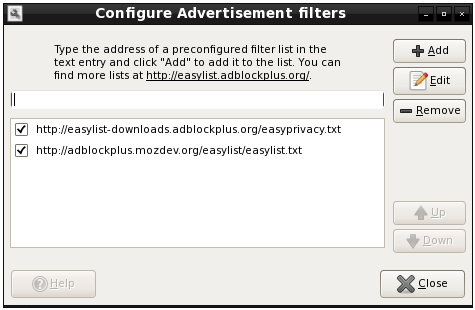 Configure Advertisement filters
Type the address of a preconfigured filter list in the
text entry and click "Add" to add it to the list. You can
find more lists at http://easylist.adblockplus.org/.
Add
Edit
Remove
http://easylist-downloads.adblockplus.org/easyprivacy.txt
http://adblockplus.mozdev.org/easylist/easylist.txt
Up
Down
Help
Close